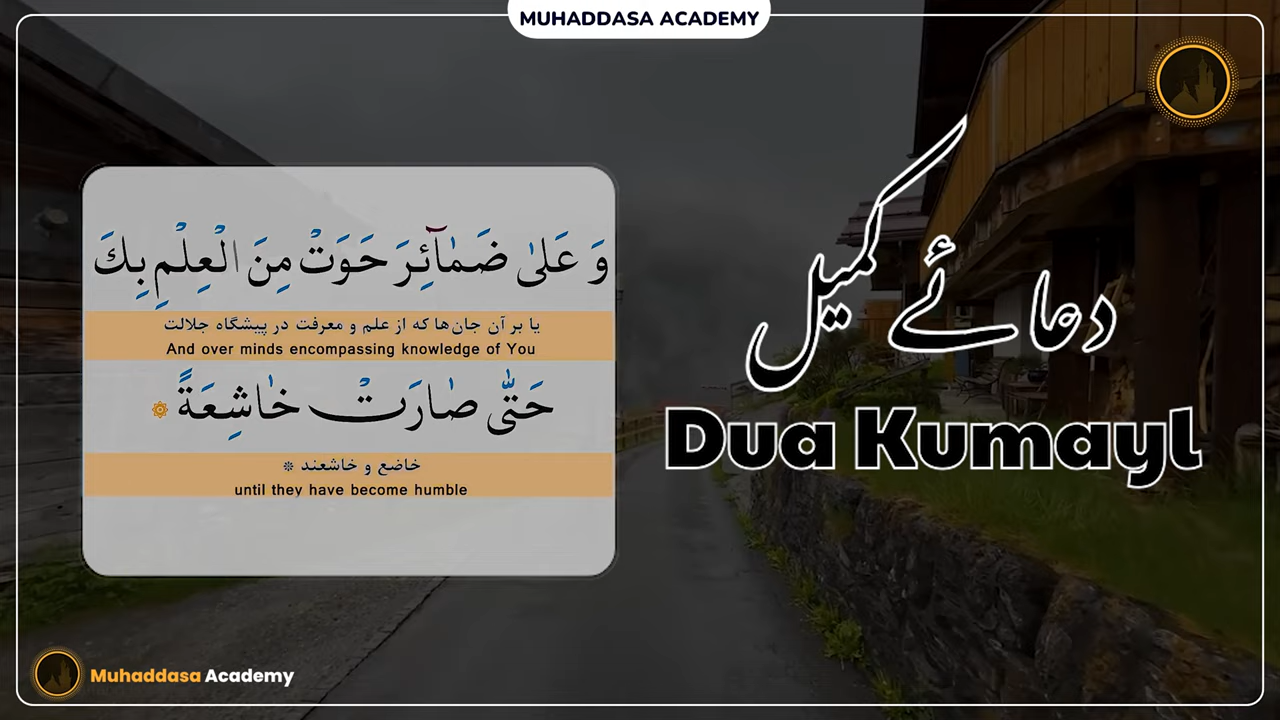 MUHADDASA ACADEMY
وَ عَلىٰ ضَمٰآئِرَ حَوَتْ مِنَ الْعِلْمِ بِكَ
یا بر آن جان‌ها که از علم و معرفت در پیشگاه جلالت
And over minds encompassing knowledge of You
حَتّٰى صٰارَتْ خٰاشِعَةً ۞
خاضع و خاشعند *
until they have become humble
دعائے کمیل
Dua Kumayl
Muhaddasa Academy